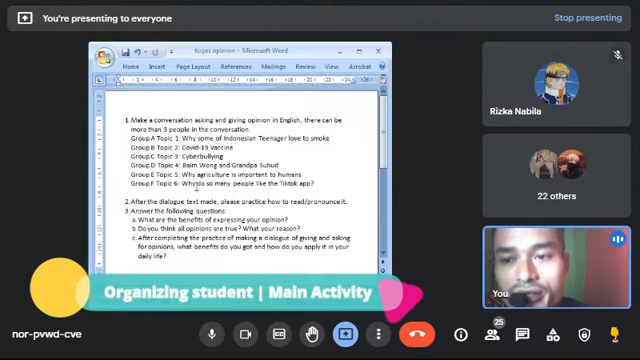 You're presenting to everyone
Stop presenting
tugas opinion - Microsoft Word
Home Insert Page Layout References Mailings Review View
1. Make a conversation asking and giving opinion in English, there can be
more than 3 people in the conversation.
Group A Topic 1: Why some of Indonesian Teenager love to smoke
Group B Topic 2: Covid-19 Vaccine
Group C Topic 3: Cyberbullying
Group D Topic 4: Baim Wong and Grandpa Suhud
Group E Topic 5: Why agriculture is important to humans
Group F Topic 6: Why do so many people like the Tiktok app?
2. After the dialogue text made, please practice how to read/pronounce it.
3. Answer the following questions:
a. What are the benefits of expressing your opinion?
b. Do you think all opinions are true? What your reason?
c. After completing the practice of making a dialogue of giving and asking
for opinions, what benefits do you got and how do you apply it in your
daily life?
Rizka Nabila
22 others
You
Organizing student | Main Activity
nor-pvwd-cve
25